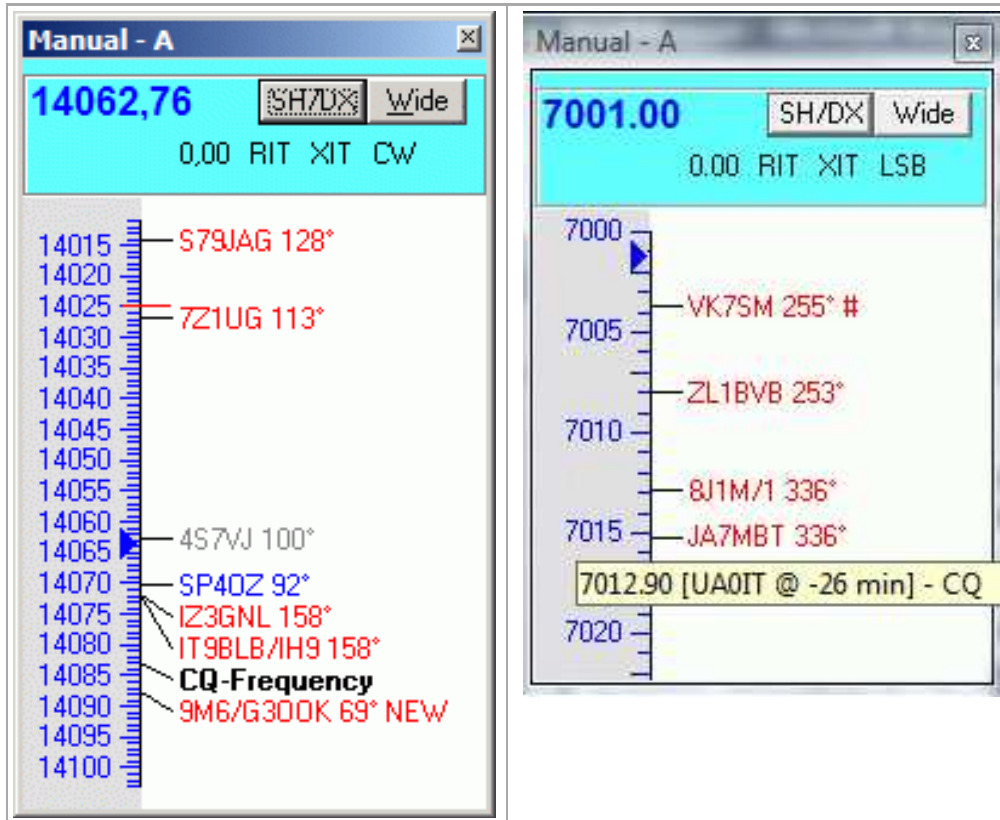 Manual - A
14062,76 SH/DX Wide
0,00 RIT XIT CW
14015 S79JAG 128°
14020
14025
7Z1UG 113°
14030
14035
14040
14045
14050
14055
14060
4S7VJ 100°
14065
14070 SP4OZ 92°
14075 IZ3GNL 158°
14080 IT9BLB/IH9 158°
14085 CQ-Frequency
14090 9M6/G3OOK 69° NEW
14095
14100
Manual - A
7001.00 SH/DX Wide
0.00 RIT XIT LSB
7000
VK7SM 255° #
7005
ZL1BVB 253°
7010
8J1M/1 336°
7015 JA7MBT 336°
7012.90 [UA0IT @ -26 min] - CQ
7020